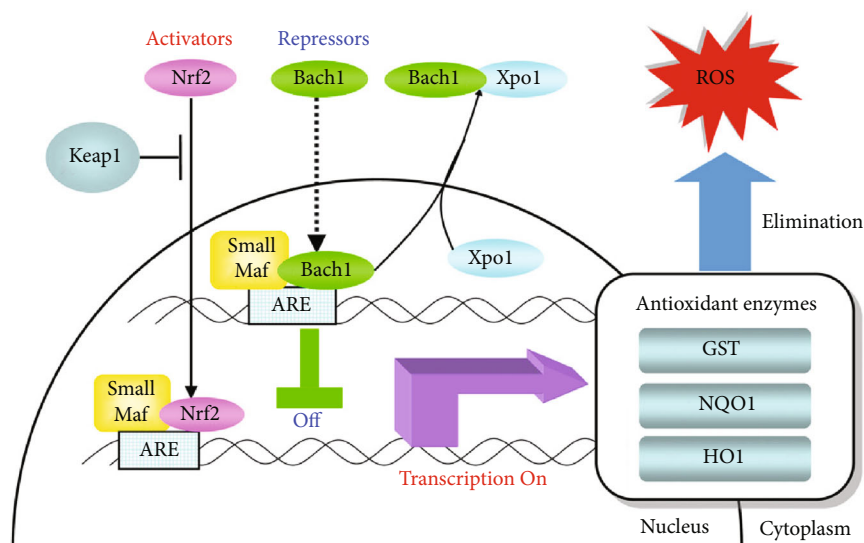 Activators
Repressors
Nrf2
Bach1
Bach1
Xpo1
ROS
Keap1
Elimination
Small
Maf
Bach1
Xpo1
ARE
Antioxidant enzymes
GST
NQO1
HO1
Small
Maf
Nrf2
Off
ARE
Transcription On
Nucleus
Cytoplasm